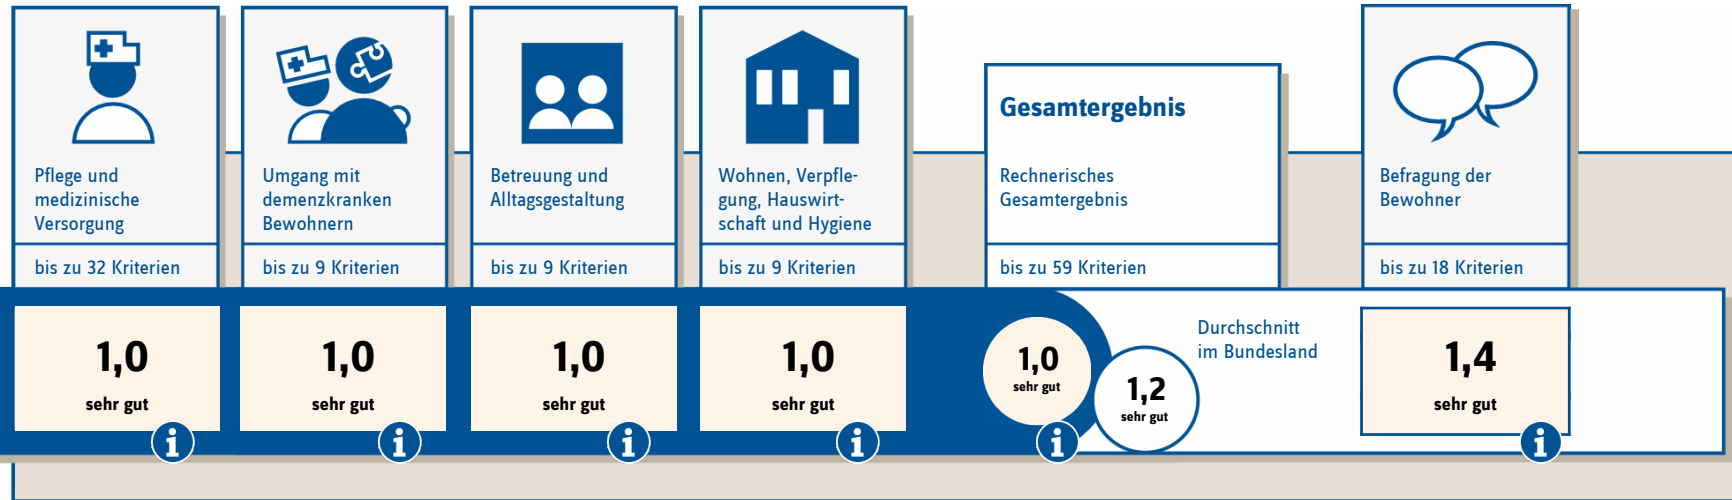 Pflege und
medizinische
Versorgung
bis zu 32 Kriterien
1,0
sehr gut
i
Umgang mit
demenzkranken
Bewohnern
bis zu 9 Kriterien
1,0
sehr gut
i
Betreuung und
Alltagsgestaltung
bis zu 9 Kriterien
1,0
sehr gut
i
Wohnen, Verpfle-
gung, Hauswirt-
schaft und Hygiene
bis zu 9 Kriterien
1,0
sehr gut
i
Gesamtergebnis
Rechnerisches
Gesamtergebnis
bis zu 59 Kriterien
1,0
sehr gut
i
1,2
sehr gut
Durchschnitt
im Bundesland
Befragung der
Bewohner
bis zu 18 Kriterien
1,4
sehr gut
i